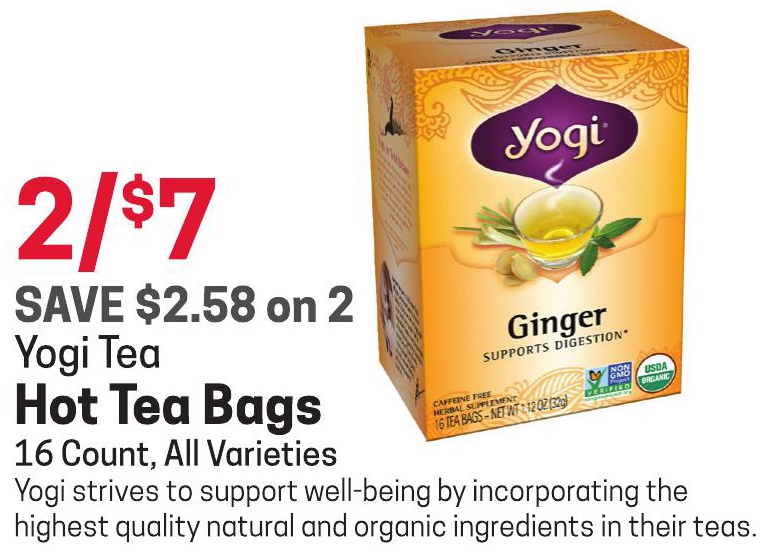 2/$7
SAVE $2.58 on 2
Yogi Tea
Hot Tea Bags
16 Count, All Varieties
Yogi strives to support well-being by incorporating the
highest quality natural and organic ingredients in their teas.
Ginger
yogi®
Ginger
SUPPORTS DIGESTION*
NON
GMO
Project
VERIFIED
USDA
ORGANIC
CAFFEINE FREE
HERBAL SUPPLEMENT
16 TEA BAGS – NET WT 1.12 OZ (32g)